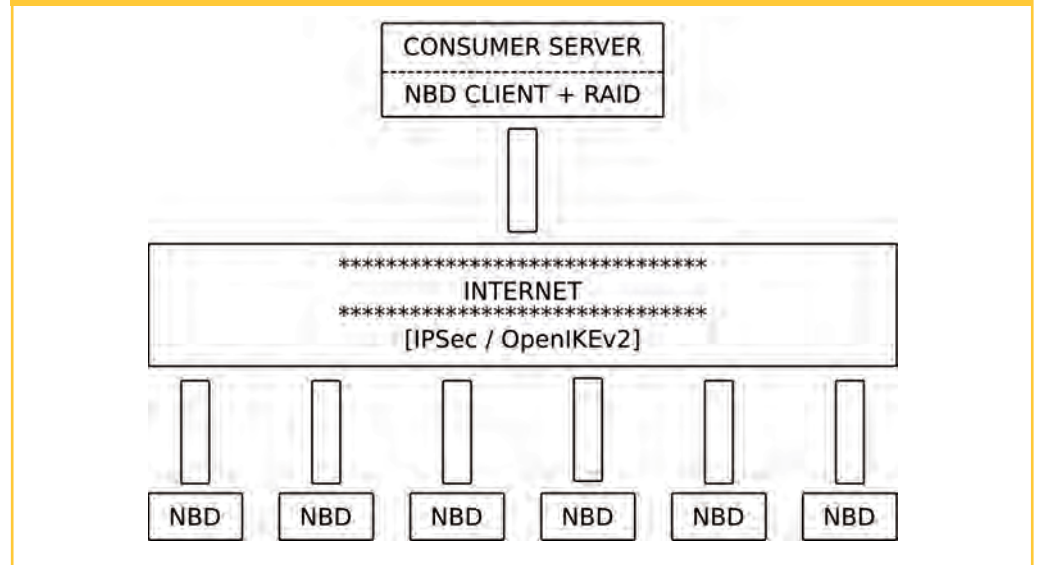 CONSUMER SERVER
NBD CLIENT + RAID
*******************************
INTERNET
*******************************
[IPSec / OpenIKEv2]
NBD NBD NBD NBD NBD NBD